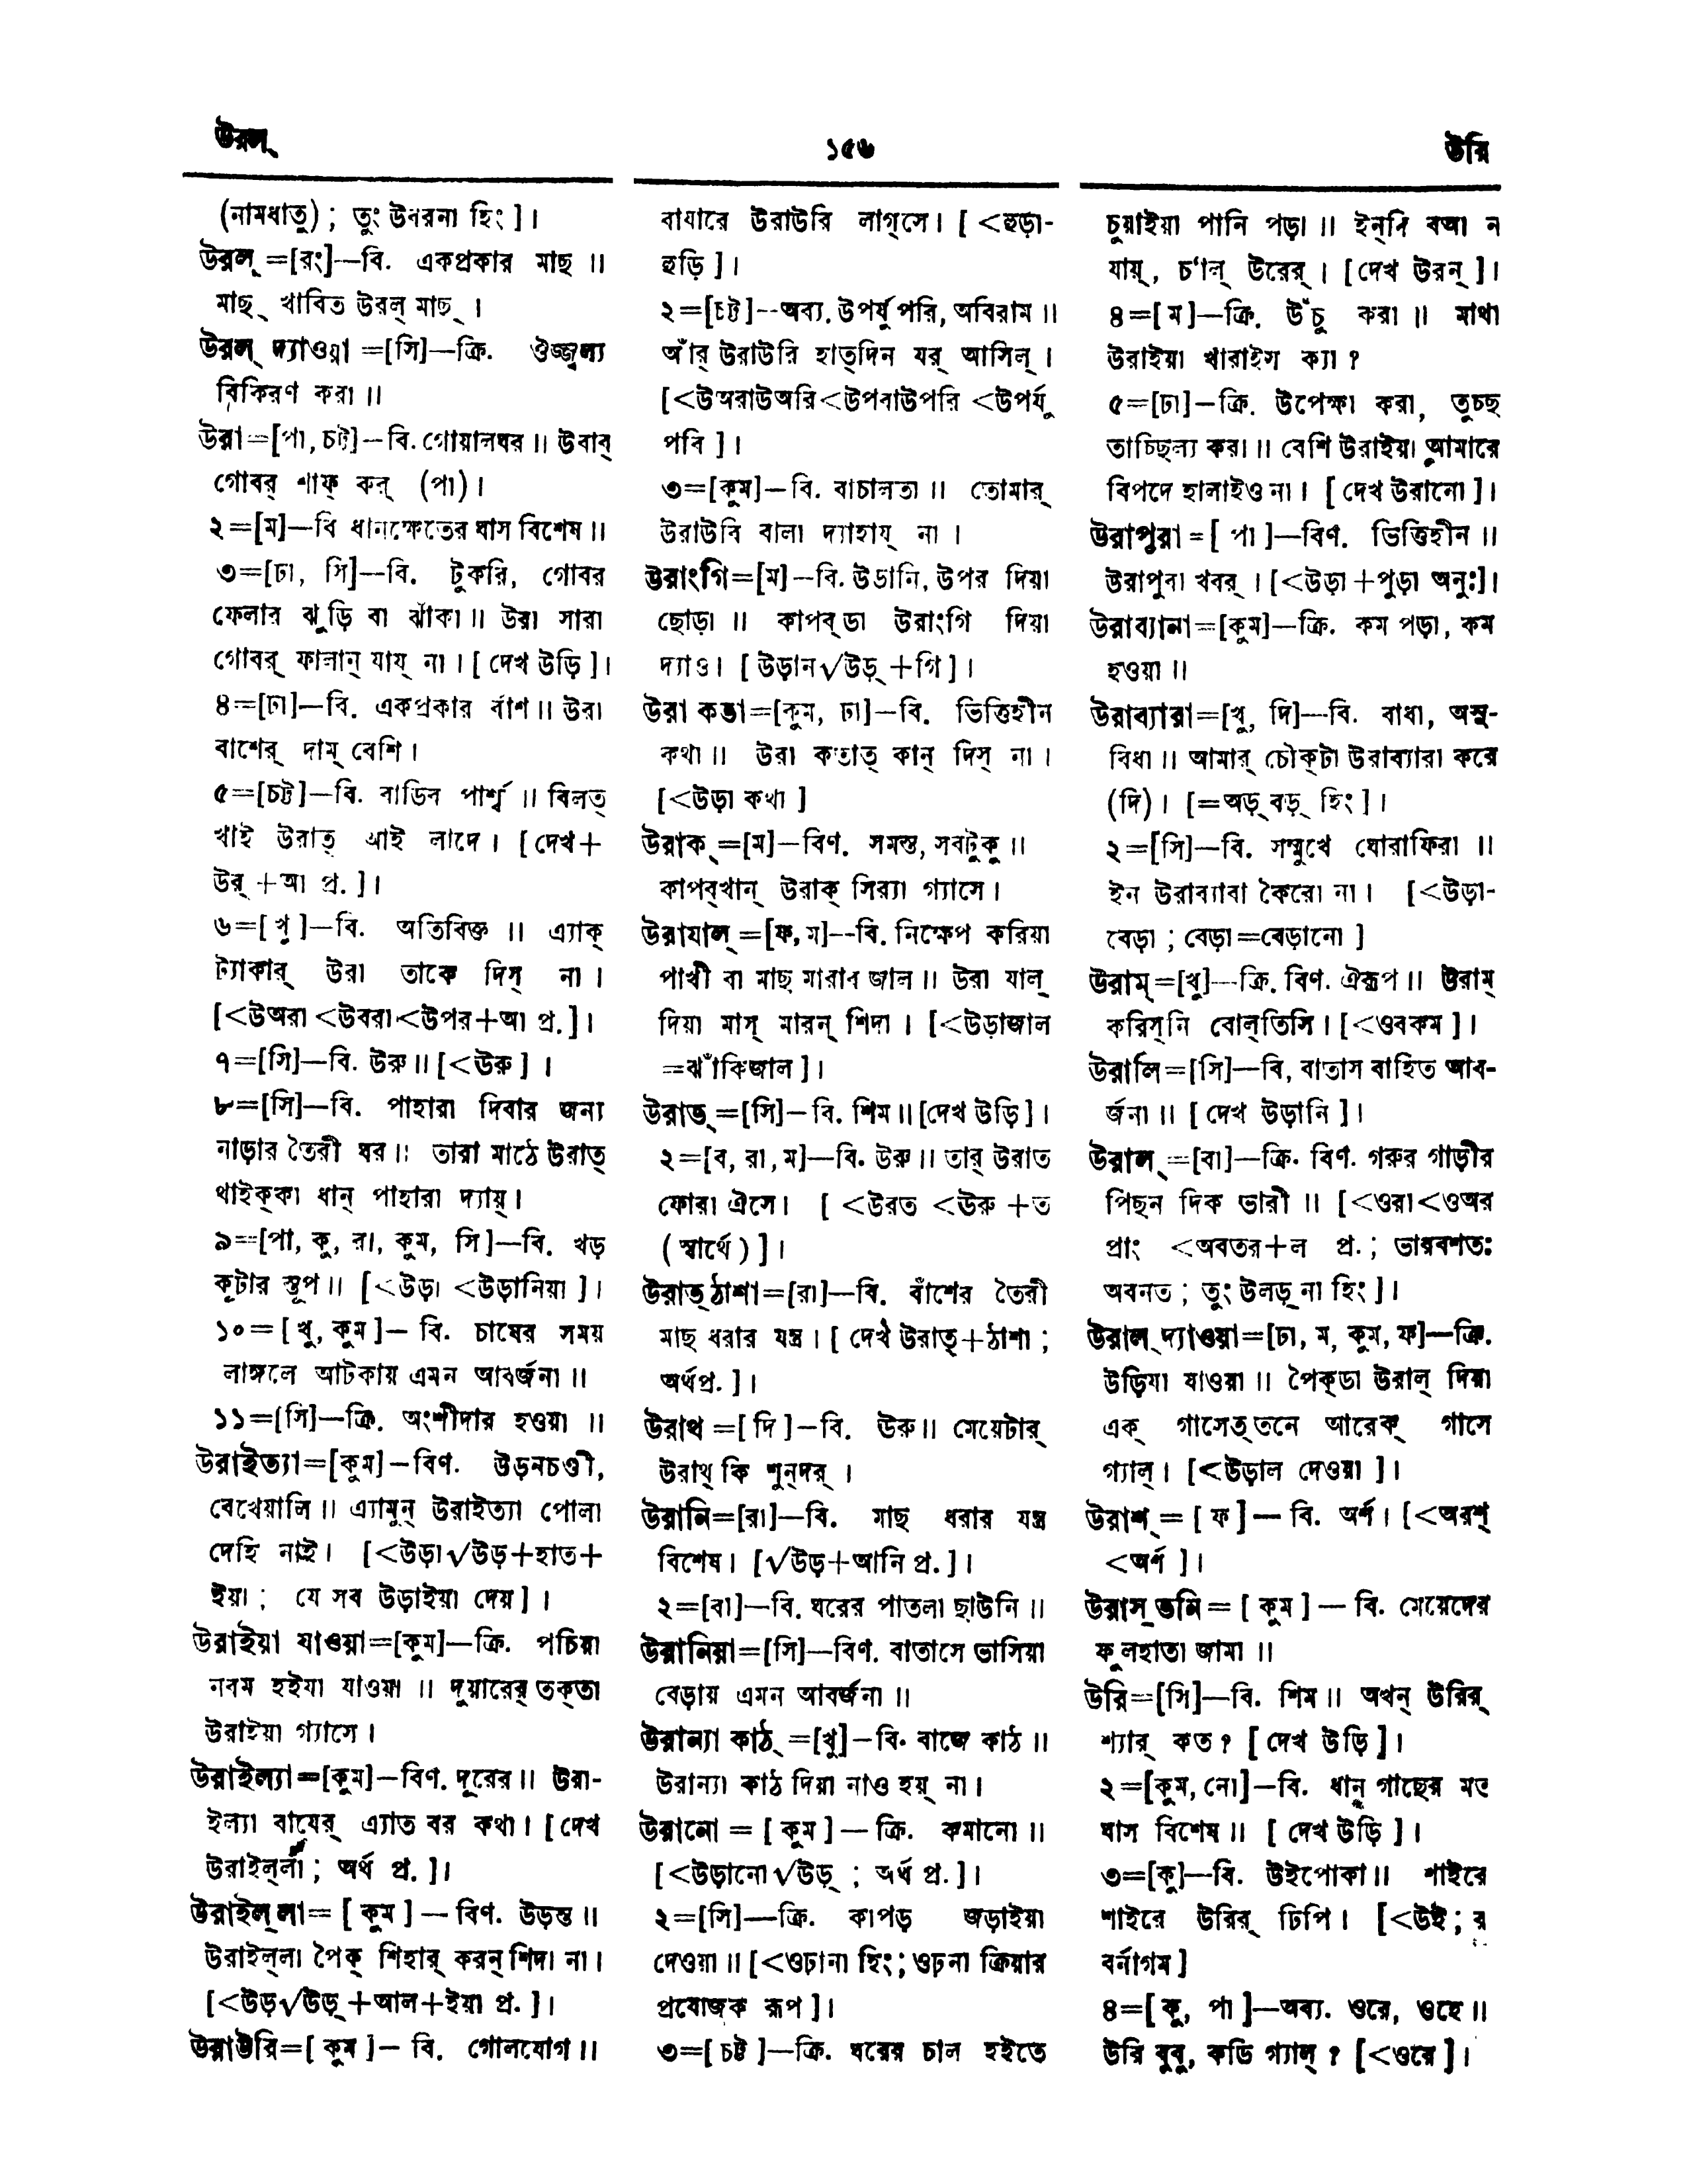 উরল্
১৫৬
উরি
(নামধাতু) ; তুং উবরনা হিং ] ।
উরল্ =[রং]—বি. একপ্রকার মাছ ॥
মাছ্ খাবিত উরল্ মাছ্ ।
উরল্ দ্যাওয়া =[সি]—ক্রি. ঔজ্জ্বল্য
বিকিরণ করা ॥
উরা=[পা, চট্ট]—বি. গোয়ালঘর ॥ উবাব্
গোবর্ শাফ্ কর্ (পা) ।
২=[ম]—বি ধানক্ষেতের ঘাস বিশেষ ॥
৩=[ঢা, সি]—বি. টুকরি, গোবর
ফেলার ঝুড়ি বা ঝাঁকা ॥ উরা সারা
গোবর্ ফালান্ যায্ না । [ দেখ উড়ি ] ।
৪=[ঢা]—বি. একপ্রকার বাঁশ ॥ উরা
বাশের্ দাম্ বেশি ।
৫=[চট্ট]—বি. বাডিব পার্শ্ব ॥ বিলত্
খাই উরাত্ আই লাদে । [ দেখ+
উর্ +আ প্র. ] ।
৬=[ খু ]—বি. অতিবিক্ত ॥ এ্যাক্
ট্যাকার্ উরা তাকে দিস্ না ।
[<উঅরা <উবরা<উপর+আ প্র. ] ।
৭=[সি]—বি. উরু ॥ [<ঊরু ] ।
৮=[সি]—বি. পাহারা দিবার জন্য
নাড়ার তৈরী ঘর ॥ তারা মাঠে উরাত্
থাইক্কা ধান্ পাহারা দ্যায়্ ।
৯=[পা, কু, রা, কুম, সি ]—বি. খড়
কূটার স্তূপ ॥ [<উড়া <উড়ানিয়া ] ।
১০=[ খু, কুম ]— বি. চাষের সময়
লাঙ্গলে আটকায় এমন আবর্জনা ॥
১১=[সি]—ক্রি. অংশীদার হওয়া ॥
উরাইত্যা=[কুম]—বিণ. উড়নচণ্ডী,
বেখেযালি ॥ এ্যামুন্ উরাইত্যা পোলা
দেহি নাই । [<উড়া√উড়+হাত+
ইয়া ; যে সব উড়াইয়া দেয় ] ।
উরাইয়া যাওয়া=[কুম]—ক্রি. পচিয়া
নবম হইযা যাওয়া ॥ দুয়ারের্ তক্তা
উরাইয়া গ্যাসে ।
উরাইল্যা=[কুম]—বিণ. দূরের ॥ উরা-
ইল্যা বাযের্ এ্যাত বর কথা । [ দেখ
উরাইল্লা ; অর্থ প্র. ] ।
উরাইল্লা= [ কুম ] — বিণ. উড়ন্ত ॥
উরাইল্লা পৈক্ শিহার্ করন্ শিদা না ।
[<উড়√উড়্ +আল+ইয়া প্র. ] ।
উরাউরি=[ কুম ]— বি. গোলযোগ ॥
বাযারে উরাউবি লাগ্সে । [ <হুড়া-
হুড়ি ] ।
২=[চট্ট]—অব্য. উপর্যুপরি, অবিরাম ॥
আঁর্ উরাউরি হাত্দিন যর্ আসিল্ ।
[<উঅরাউঅরি<উপবাউপরি <উপর্যু
পবি ] ।
৩=[কুম]—বি. বাচালতা ॥ তোমার্
উরাউবি বালা দ্যাহায্ না ।
উরাংগি=[ম]—বি. উডানি, উপর দিয়া
ছোড়া ॥ কাপব্ডা উরাংগি দিয়া
দ্যাও । [ উড়ান√উড়্ +গি ] ।
উরা কত্তা=[কুম, ঢা]—বি. ভিত্তিহীন
কথা ॥ উরা কতাত্ কান্ দিস্ না ।
[<উড়া কথা ]
উরাক্=[ম]—বিণ. সমস্ত, সবটুকু ॥
কাপব্খান্ উরাক্ সির্‌যা গ্যাসে ।
উরাযাল্ =[ফ, ম]—বি. নিক্ষেপ করিয়া
পাখী বা মাছ মারাব জাল ॥ উবা যাল্
দিয়া মাস্ মারন্ শিদা । [<উড়াজাল
=ঝাঁকিজাল ] ।
উরাত্=[সি]—বি. শিম ॥ [দেখ উড়ি ] ।
২=[ব, রা, ম]—বি. উরু ॥ তার্ উরাত
ফোরা ঐসে । [ <উরত <ঊরু +ত
( স্বার্থে ) ] ।
উরাত্ ঠাশা=[রা]—বি. বাঁশের তৈরী
মাছ ধরার যন্ত্র । [ দেখ উরাত্+ঠাশা ;
অর্থপ্র. ] ।
উরাথ =[ দি ]—বি. উরু ॥ মেয়েটার্
উরাথ্ কি শুন্দর্ ।
উরানি=[রা]—বি. মাছ ধরার যন্ত্র
বিশেষ । [√উড়+আনি প্র. ] ।
২=[বা]—বি. ঘরের পাতলা ছাউনি ॥
উরানিয়া=[সি]—বিণ. বাতাসে ভাসিয়া
বেড়ায় এমন আবর্জনা ॥
উরান্যা কাঠ্ =[খু]—বি. বাজে কাঠ ॥
উরান্যা কাঠ দিয়া নাও হয়্ না ।
উরানো = [ কুম ] — ক্রি. কমানো ॥
[<উড়ানো√উড়্ ; অর্থ প্র. ] ।
২=[সি]—ক্রি. কাপড় জড়াইয়া
দেওয়া ॥ [<ওঢ়ানা হিং ; ওঢ়না ক্রিয়ার
প্রযোজক রূপ ] ।
৩=[ চট্ট ]—ক্রি. ঘরের চাল হইতে
চুয়াইয়া পানি পড়া ॥ ইন্নি বআ ন
যায়্, চ'াল্ উরের্ । [ দেখ উরন্ ] ।
৪=[ ম ]—ক্রি. উঁচু করা ॥ মাথা
উরাইয়া খারাইস ক্যা ?
৫=[ঢা]—ক্রি. উপেক্ষা করা, তুচ্ছ
তাচ্ছিল্য করা ॥ বেশি উরাইয়া আমারে
বিপদে হালাইও না । [ দেখ উরানো ] ।
উরাপুরা=[ পা ]—বিণ. ভিত্তিহীন ॥
উরাপুবা খবর্ । [<উড়া+পুড়া অনু:] ।
উরাব্যানা=[কুম]—ক্রি. কম পড়া, কম
হওয়া ॥
উরাব্যারা=[খু, দি]—বি. বাধা, অসু-
বিধা ॥ আমার্ চৌক্টা উরাব্যারা করে
(দি) । [=অড়্ বড়্ হিং ] ।
২=[সি]—বি. সম্মুখে ঘোরাফিরা ॥
ইন উরাব্যাবা কৈরো না । [<উড়া-
বেড়া ; বেড়া=বেড়ানো ]
উরাম্=[খু]—ক্রি. বিণ. ঐরূপ ॥ উরাম্
করিস্নি বোল্তিসি । [<ওবকম ] ।
উরালি=[সি]—বি, বাতাস বাহিত আব-
র্জনা ॥ [ দেখ উড়ানি ] ।
উরাল্=[বা]—ক্রি. বিণ. গরুর গাড়ীর
পিছন দিক ভারী ॥ [<ওরা<ওঅর
প্রাং <অবতর+ল প্র. ; ভারবশত:
অবনত ; তুং উলড়্ না হিং ] ।
উরাল্ দ্যাওয়া=[ঢা, ম, কুম, ফ]—ক্রি.
উড়িযা যাওয়া ॥ পৈক্ডা উরাল্ দিয়া
এক্ গাসেত্ তনে আরেক্ গাসে
গ্যাল্ । [<উড়াল দেওয়া ] ।
উরাশ্ = [ ফ ] — বি. অর্শ । [<অরশ্
<অর্শ ] ।
উরাস্ তনি = [ কুম ] — বি. মেয়েদের
ফুলহাতা জামা ॥
উরি=[সি]—বি. শিম ॥ অখন্ উরির্
শ্যার্ কত ? [ দেখ উড়ি ] ।
২=[কুম, নো]—বি. ধান্ গাছের মত
ঘাস বিশেষ ॥ [ দেখ উড়ি ] ।
৩=[কু]—বি. উইপোকা ॥ শাইরে
শাইরে উরির্ ঢিপি । [<উই ; র
বর্নাগম ]
৪=[ কু, পা ]—অব্য. ওরে, ওহে ॥
উরি বুবু, কডি গ্যাল্ ? [<ওরে ] ।